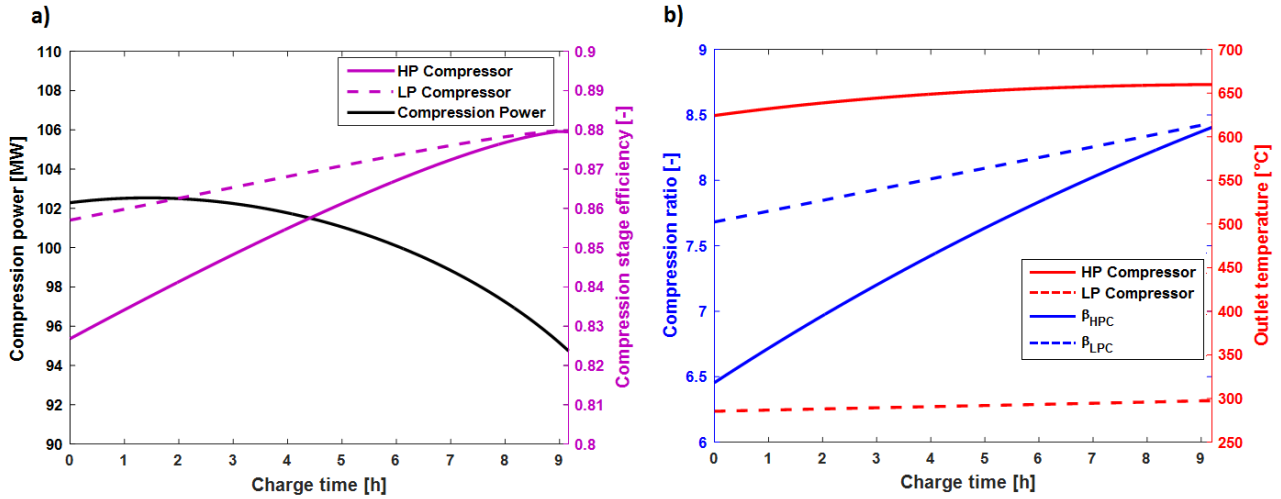 a)
110
108
106
104
102
100
98
96
94
92
90
Compression power [MW]
0 1 2 3 4 5 6 7 8 9
Charge time [h]
HP Compressor
LP Compressor
Compression Power
0.9
0.89
0.88
0.87
0.86
0.85
0.84
0.83
0.82
0.81
0.8
Compression stage efficiency [-]
b)
9
8.5
8
7.5
7
6.5
6
Compression ratio [-]
0 1 2 3 4 5 6 7 8 9
Charge time [h]
HP Compressor
LP Compressor
βHPC
βLPC
700
650
600
550
500
450
400
350
300
250
Outlet temperature [°C]